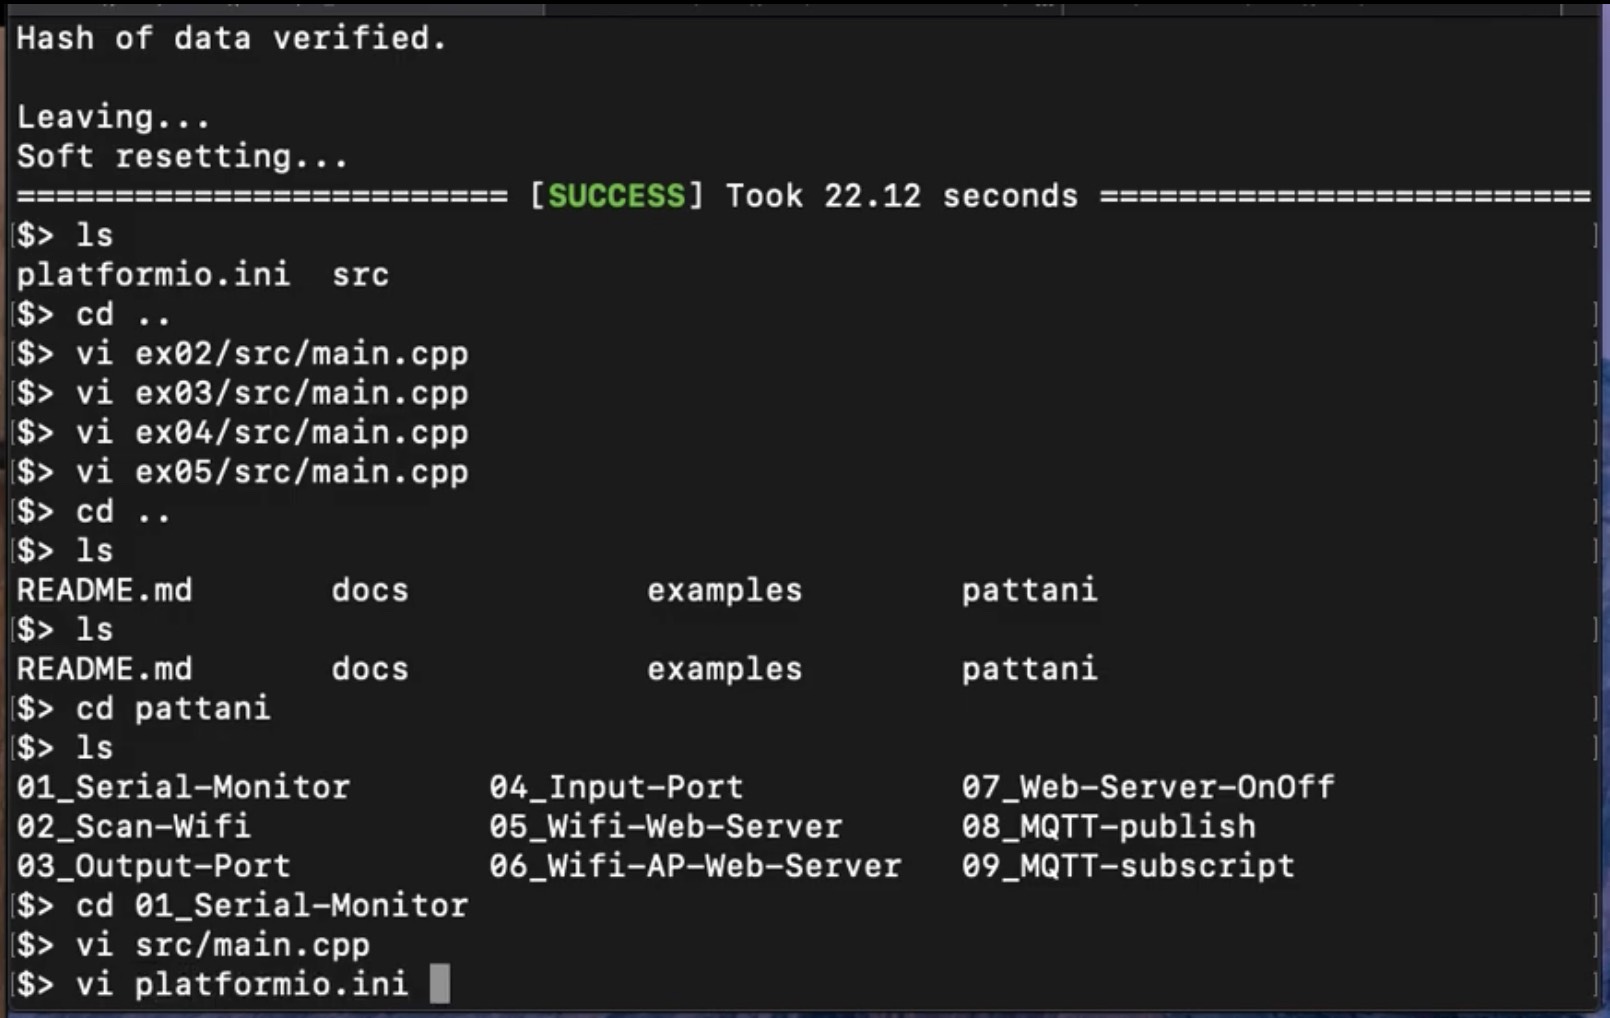 Hash of data verified.
Leaving...
Soft resetting...
========================= [SUCCESS] Took 22.12 seconds =========================
[$> ls ]
platformio.ini  src
[$> cd .. ]
[$> vi ex02/src/main.cpp ]
[$> vi ex03/src/main.cpp ]
[$> vi ex04/src/main.cpp ]
[$> vi ex05/src/main.cpp ]
[$> cd .. ]
[$> ls ]
README.md       docs            examples        pattani
[$> ls ]
README.md       docs            examples        pattani
[$> cd pattani ]
[$> ls ]
01_Serial-Monitor       04_Input-Port           07_Web-Server-OnOff
02_Scan-Wifi            05_Wifi-Web-Server      08_MQTT-publish
03_Output-Port          06_Wifi-AP-Web-Server   09_MQTT-subscript
[$> cd 01_Serial-Monitor ]
[$> vi src/main.cpp ]
[$> vi platformio.ini ]